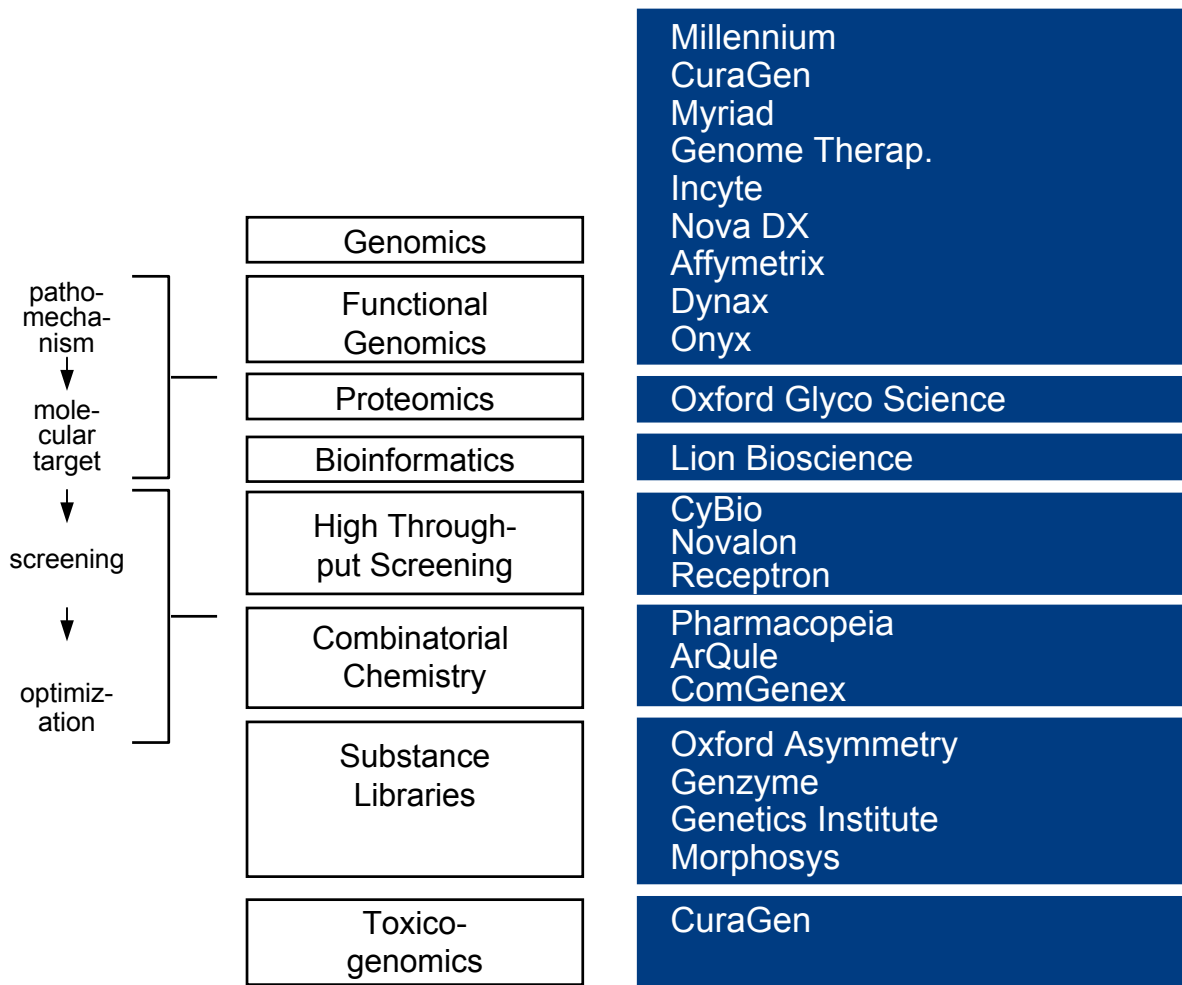 patho-
mecha-
nism
mole-
cular
target
screening
optimiz-
ation
Genomics
Functional
Genomics
Proteomics
Bioinformatics
High Through-
put Screening
Combinatorial
Chemistry
Substance
Libraries
Toxico-
genomics
Millennium
CuraGen
Myriad
Genome Therap.
Incyte
Nova DX
Affymetrix
Dynax
Onyx
Oxford Glyco Science
Lion Bioscience
CyBio
Novalon
Receptron
Pharmacopeia
ArQule
ComGenex
Oxford Asymmetry
Genzyme
Genetics Institute
Morphosys
CuraGen